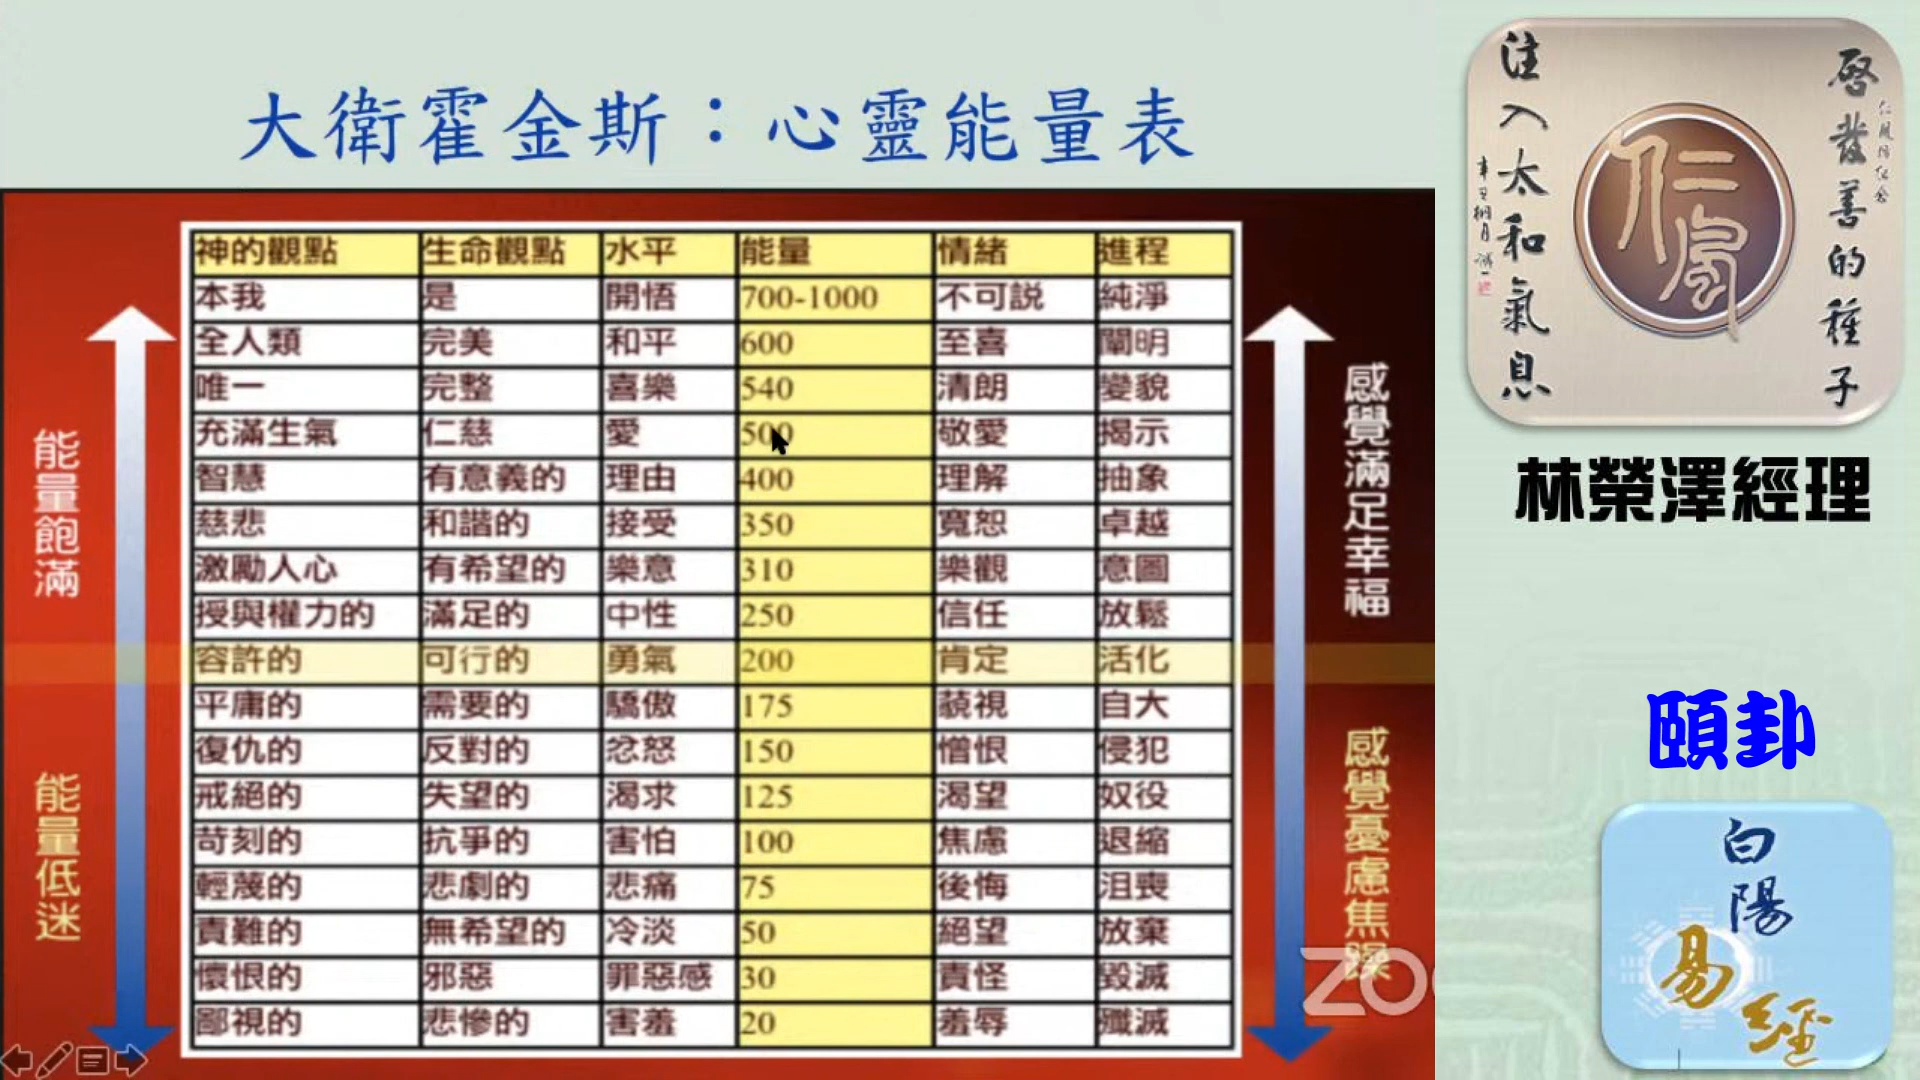 大衛霍金斯：心靈能量表
神的觀點 生命觀點 水平 能量 情緒 進程
本我 是 開悟 700-1000 不可説 純淨
全人類 完美 和平 600 至喜 闡明
唯一 完整 喜樂 540 清朗 變貌
充滿生氣 仁慈 愛 500 敬愛 揭示
智慧 有意義的 理由 400 理解 抽象
慈悲 和諧的 接受 350 寬恕 卓越
激勵人心 有希望的 樂意 310 樂觀 意圖
授與權力的 滿足的 中性 250 信任 放鬆
容許的 可行的 勇氣 200 肯定 活化
平庸的 需要的 驕傲 175 藐視 自大
復仇的 反對的 忿怒 150 憎恨 侵犯
戒絕的 失望的 渴求 125 渴望 奴役
苛刻的 抗爭的 害怕 100 焦慮 退縮
輕蔑的 悲劇的 悲痛 75 後悔 沮喪
責難的 無希望的 冷淡 50 絕望 放棄
懷恨的 邪惡 罪惡感 30 責怪 毀滅
鄙視的 悲慘的 害羞 20 羞辱 殲滅
能量飽滿
能量低迷
感覺滿足幸福
感覺憂慮焦躁
ZO
啓發善的種子
注入太和氣息
仁風
林榮澤經理
頤卦
白陽
易經